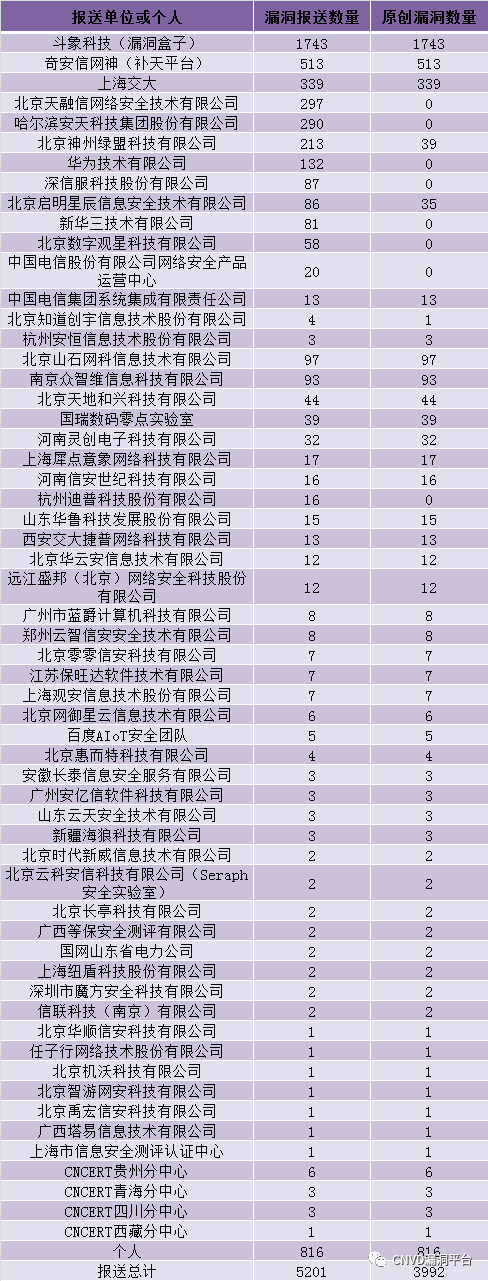 报送单位或个人 漏洞报送数量 原创漏洞数量
斗象科技（漏洞盒子） 1743 1743
奇安信网神（补天平台） 513 513
上海交大 339 339
北京天融信网络安全技术有限公司 297 0
哈尔滨安天科技集团股份有限公司 290 0
北京神州绿盟科技有限公司 213 39
华为技术有限公司 132 0
深信服科技股份有限公司 87 0
北京启明星辰信息安全技术有限公司 86 35
新华三技术有限公司 81 0
北京数字观星科技有限公司 58 0
中国电信股份有限公司网络安全产品
运营中心 20 0
中国电信集团系统集成有限责任公司 13 13
北京知道创宇信息技术股份有限公司 4 1
杭州安恒信息技术股份有限公司 3 3
北京山石网科信息技术有限公司 97 97
南京众智维信息科技有限公司 93 93
北京天地和兴科技有限公司 44 44
国瑞数码零点实验室 39 39
河南灵创电子科技有限公司 32 32
上海犀点意象网络科技有限公司 17 17
河南信安世纪科技有限公司 16 16
杭州迪普科技股份有限公司 16 0
山东华鲁科技发展股份有限公司 15 15
西安交大捷普网络科技有限公司 13 13
北京华云安信息技术有限公司 12 12
远江盛邦（北京）网络安全科技股份
有限公司 12 12
广州市蓝爵计算机科技有限公司 8 8
郑州云智信安安全技术有限公司 8 8
北京零零信安科技有限公司 7 7
江苏保旺达软件技术有限公司 7 7
上海观安信息技术股份有限公司 7 7
北京网御星云信息技术有限公司 6 6
百度AIoT安全团队 5 5
北京惠而特科技有限公司 4 4
安徽长泰信息安全服务有限公司 3 3
广州安亿信软件科技有限公司 3 3
山东云天安全技术有限公司 3 3
新疆海狼科技有限公司 3 3
北京时代新威信息技术有限公司 2 2
北京云科安信科技有限公司（Seraph
安全实验室） 2 2
北京长亭科技有限公司 2 2
广西等保安全测评有限公司 2 2
国网山东省电力公司 2 2
上海纽盾科技股份有限公司 2 2
深圳市魔方安全科技有限公司 2 2
信联科技（南京）有限公司 2 2
北京华顺信安科技有限公司 1 1
任子行网络技术股份有限公司 1 1
北京机沃科技有限公司 1 1
北京智游网安科技有限公司 1 1
北京禹宏信安科技有限公司 1 1
广西塔易信息技术有限公司 1 1
上海市信息安全测评认证中心 1 1
CNCERT贵州分中心 6 6
CNCERT青海分中心 3 3
CNCERT四川分中心 3 3
CNCERT西藏分中心 1 1
个人 816 816
报送总计 5201 3992
CNVD漏洞平台